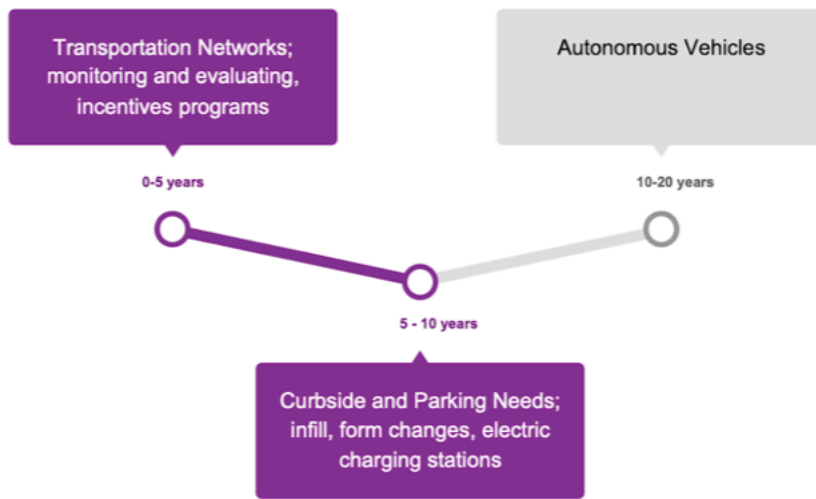 Transportation Networks;
monitoring and evaluating,
incentives programs
0-5 years
Autonomous Vehicles
10-20 years
5 - 10 years
Curbside and Parking Needs;
infill, form changes, electric
charging stations